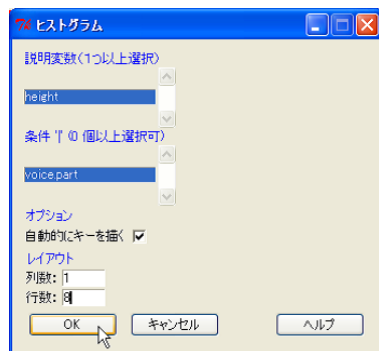 ヒストグラム
説明変数(1つ以上選択)
height
条件 '|' (0 個以上選択可)
voice.part
オプション
自動的にキーを描く
レイアウト
列数: 1
行数: 8
OK キャンセル ヘルプ